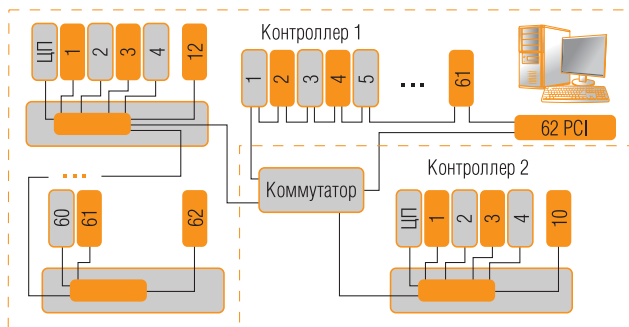 ЦП 1 2 3 4 12
Контроллер 1
1 2 3 4 5 ... 61
62 PCI
...
60 61 62
Коммутатор
Контроллер 2
ЦП 1 2 3 4 10